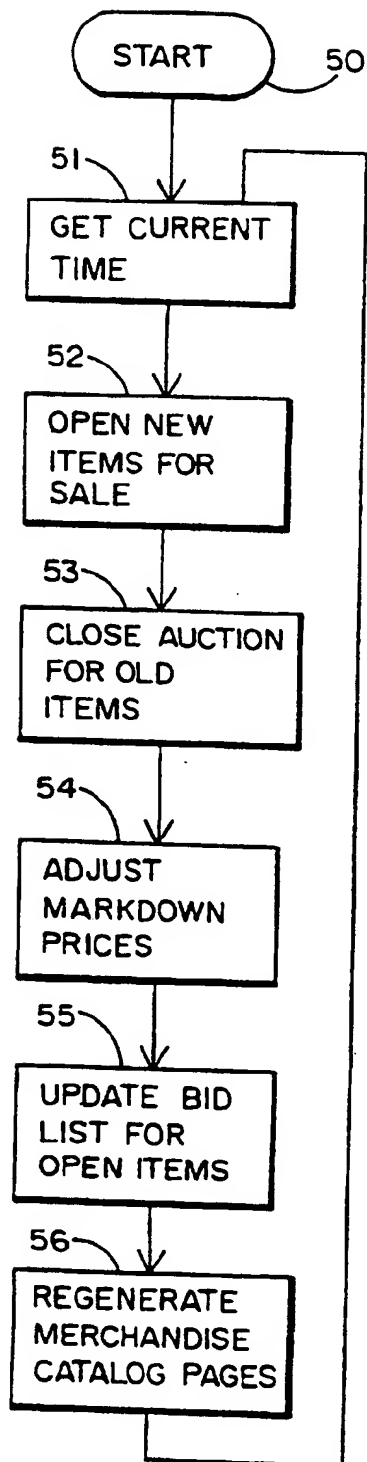 START
50
51
GET CURRENT
TIME
52
OPEN NEW
ITEMS FOR
SALE
53
CLOSE AUCTION
FOR OLD
ITEMS
54
ADJUST
MARKDOWN
PRICES
55
UPDATE BID
LIST FOR
OPEN ITEMS
56
REGENERATE
MERCHANDISE
CATALOG PAGES